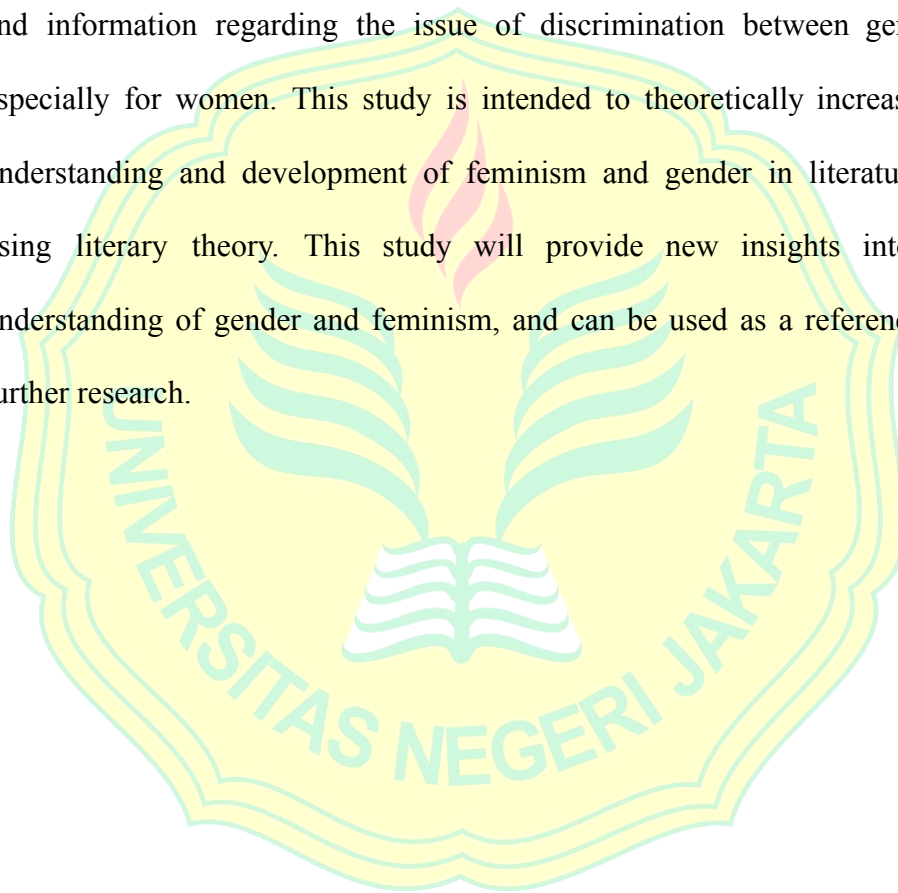 nd information regarding the issue of discrimination between ge
specially for women. This study is intended to theoretically increas
nderstanding and development of feminism and gender in literatu
sing literary theory. This study will provide new insights int
nderstanding of gender and feminism, and can be used as a referenc
urther research.
UNIVERSITAS NEGERI JAKARTA